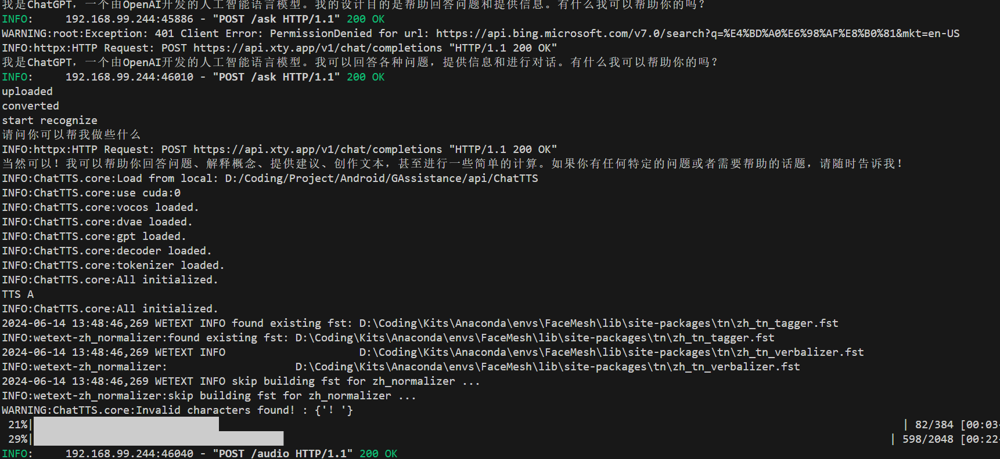 我是ChatGPT，一个由OpenAI开发的人工智能语言模型。我的设计目的是帮助回答问题和提供信息。有什么我可以帮助你的吗？
INFO:     192.168.99.244:45886 - "POST /ask HTTP/1.1" 200 OK
WARNING:root:Exception: 401 Client Error: PermissionDenied for url: https://api.bing.microsoft.com/v7.0/search?q=%E4%BD%A0%E6%98%AF%E8%B0%81&mkt=en-US
INFO:httpx:HTTP Request: POST https://api.xty.app/v1/chat/completions "HTTP/1.1 200 OK"
我是ChatGPT，一个由OpenAI开发的人工智能语言模型。我可以回答各种问题，提供信息和进行对话。有什么我可以帮助你的吗？
INFO:     192.168.99.244:46010 - "POST /ask HTTP/1.1" 200 OK
uploaded
converted
start recognize
请问你可以帮我做些什么
INFO:httpx:HTTP Request: POST https://api.xty.app/v1/chat/completions "HTTP/1.1 200 OK"
当然可以！我可以帮助你回答问题、解释概念、提供建议、创作文本，甚至进行一些简单的计算。如果你有任何特定的问题或者需要帮助的话题，请随时告诉我！
INFO:ChatTTS.core:Load from local: D:/Coding/Project/Android/GAssistance/api/ChatTTS
INFO:ChatTTS.core:use cuda:0
INFO:ChatTTS.core:vocos loaded.
INFO:ChatTTS.core:dvae loaded.
INFO:ChatTTS.core:gpt loaded.
INFO:ChatTTS.core:decoder loaded.
INFO:ChatTTS.core:tokenizer loaded.
INFO:ChatTTS.core:All initialized.
TTS A
INFO:ChatTTS.core:All initialized.
2024-06-14 13:48:46,269 WETEXT INFO found existing fst: D:\Coding\Kits\Anaconda\envs\FaceMesh\lib\site-packages\tn\zh_tn_tagger.fst
INFO:wetext-zh_normalizer:found existing fst: D:\Coding\Kits\Anaconda\envs\FaceMesh\lib\site-packages\tn\zh_tn_tagger.fst
2024-06-14 13:48:46,269 WETEXT INFO                     D:\Coding\Kits\Anaconda\envs\FaceMesh\lib\site-packages\tn\zh_tn_verbalizer.fst
INFO:wetext-zh_normalizer:                    D:\Coding\Kits\Anaconda\envs\FaceMesh\lib\site-packages\tn\zh_tn_verbalizer.fst
2024-06-14 13:48:46,269 WETEXT INFO skip building fst for zh_normalizer ...
INFO:wetext-zh_normalizer:skip building fst for zh_normalizer ...
WARNING:ChatTTS.core:Invalid characters found! : {'！'}
21%| | 82/384 [00:03
29%| | 598/2048 [00:22
INFO:     192.168.99.244:46040 - "POST /audio HTTP/1.1" 200 OK